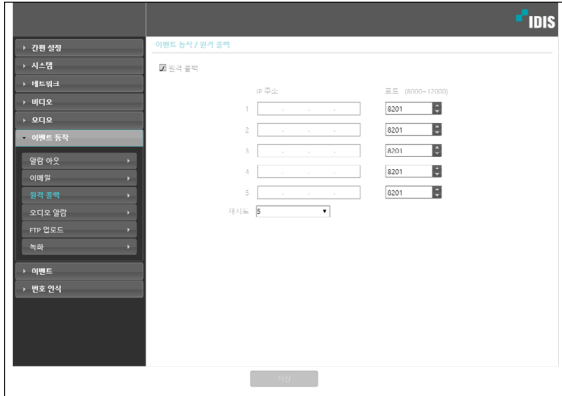 IDIS
간편 설정
시스템
네트워크
비디오
오디오
이벤트 동작
알람 아웃
이메일
원격 콜백
오디오 알람
FTP 업로드
녹화
이벤트
번호 인식
이벤트 동작 / 원격 콜백
원격 콜백
IP 주소 포트 (8000~12000)
1 . . . 8201
2 . . . 8201
3 . . . 8201
4 . . . 8201
5 . . . 8201
재시도 5
저장